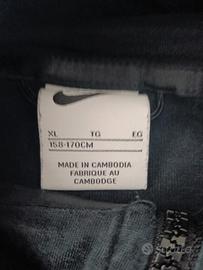 XL TG EG
158-170CM
MADE IN CAMBODIA
FABRIQUE AU
CAMBODGE